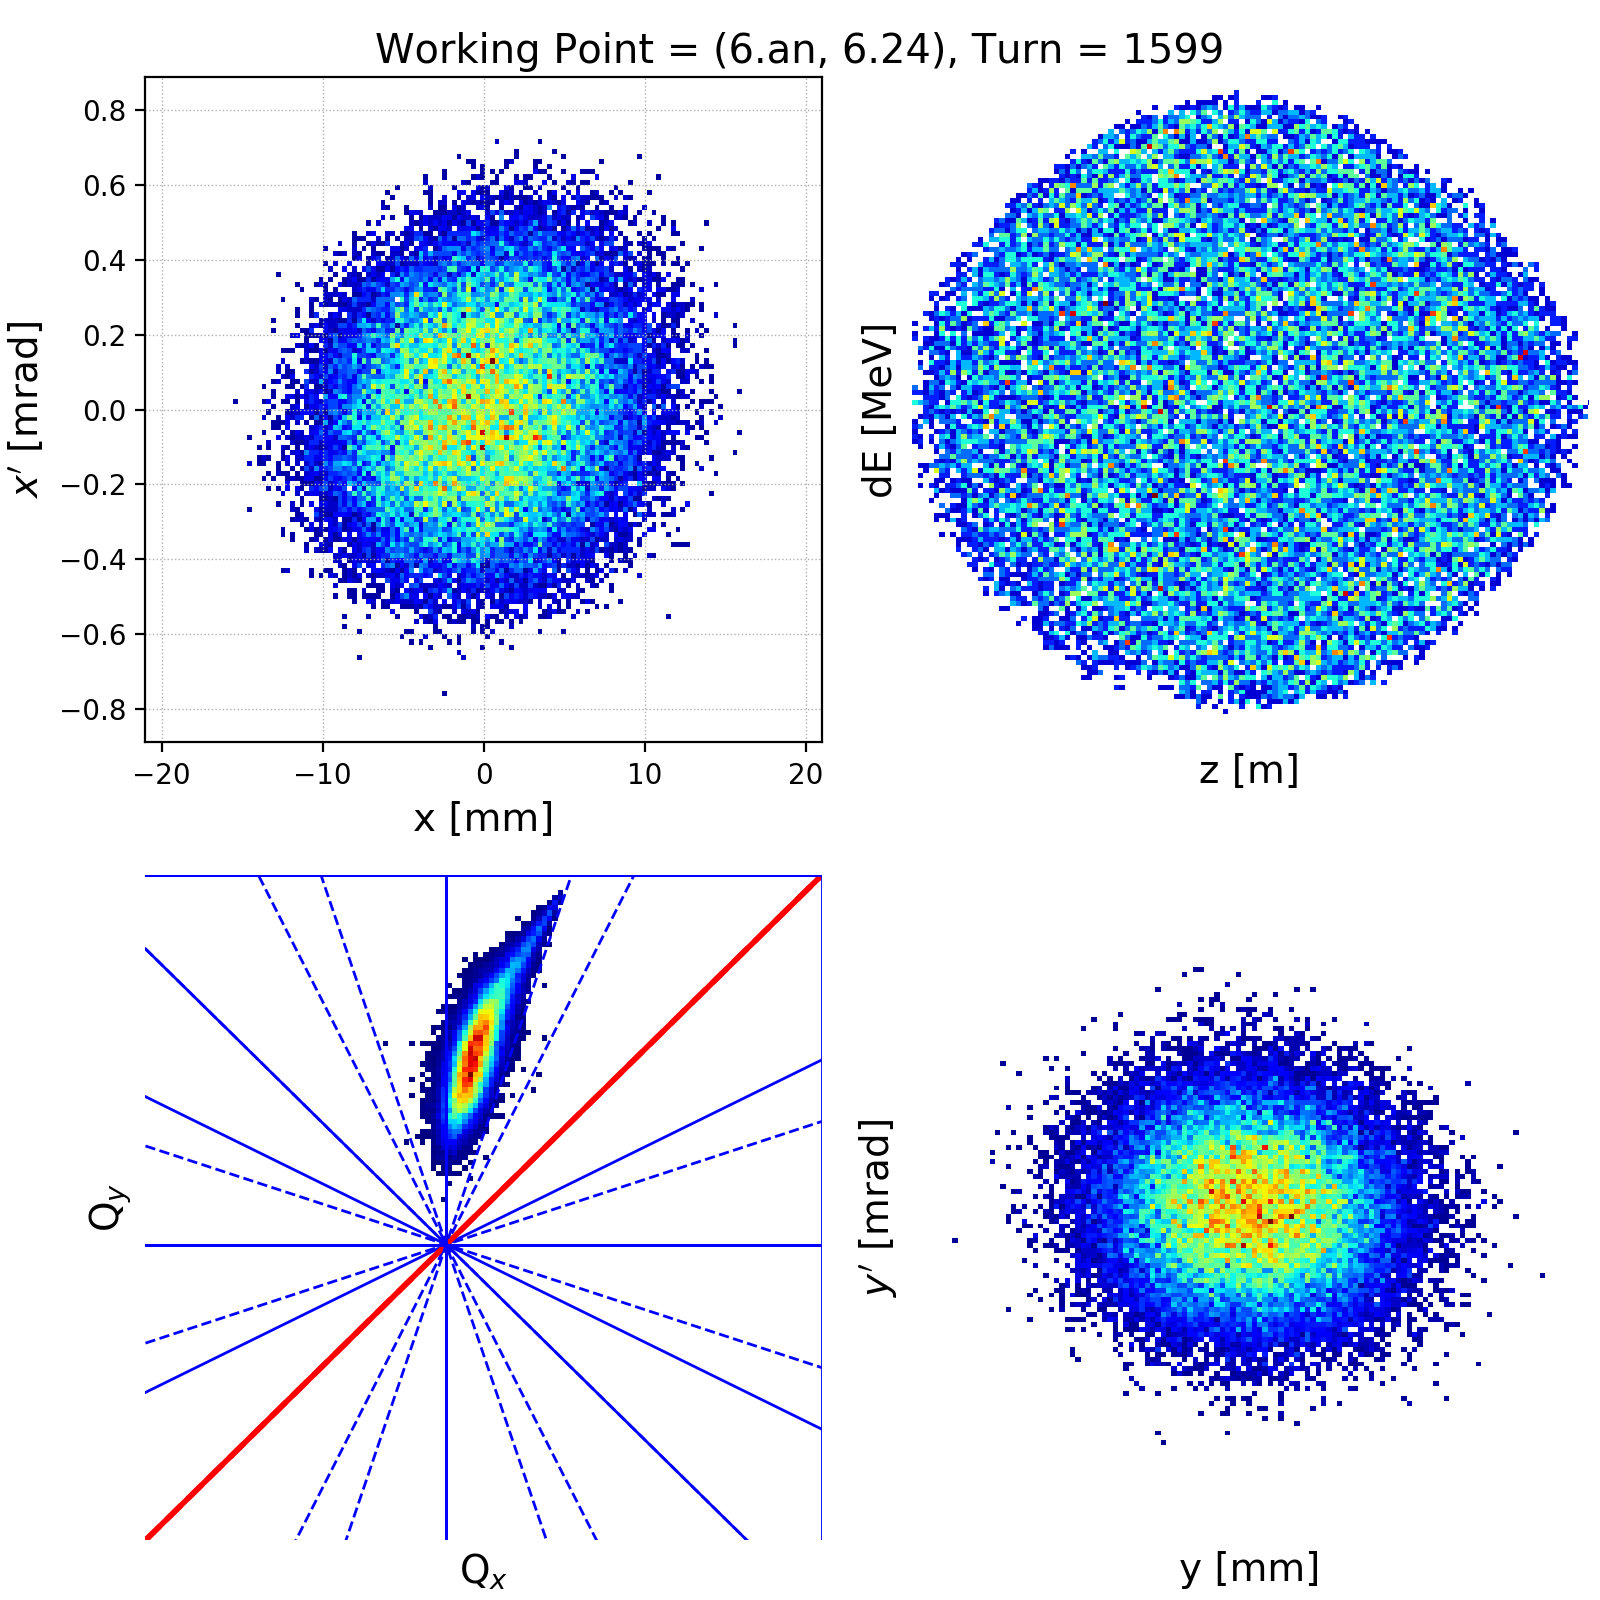 Working Point = (6.an, 6.24), Turn = 1599
0.8
0.6
0.4
0.2
0.0
−0.2
−0.4
−0.6
−0.8
x′ [mrad]
−20 −10 0 10 20
x [mm]
dE [MeV]
z [m]
Qy
Qx
y′ [mrad]
y [mm]